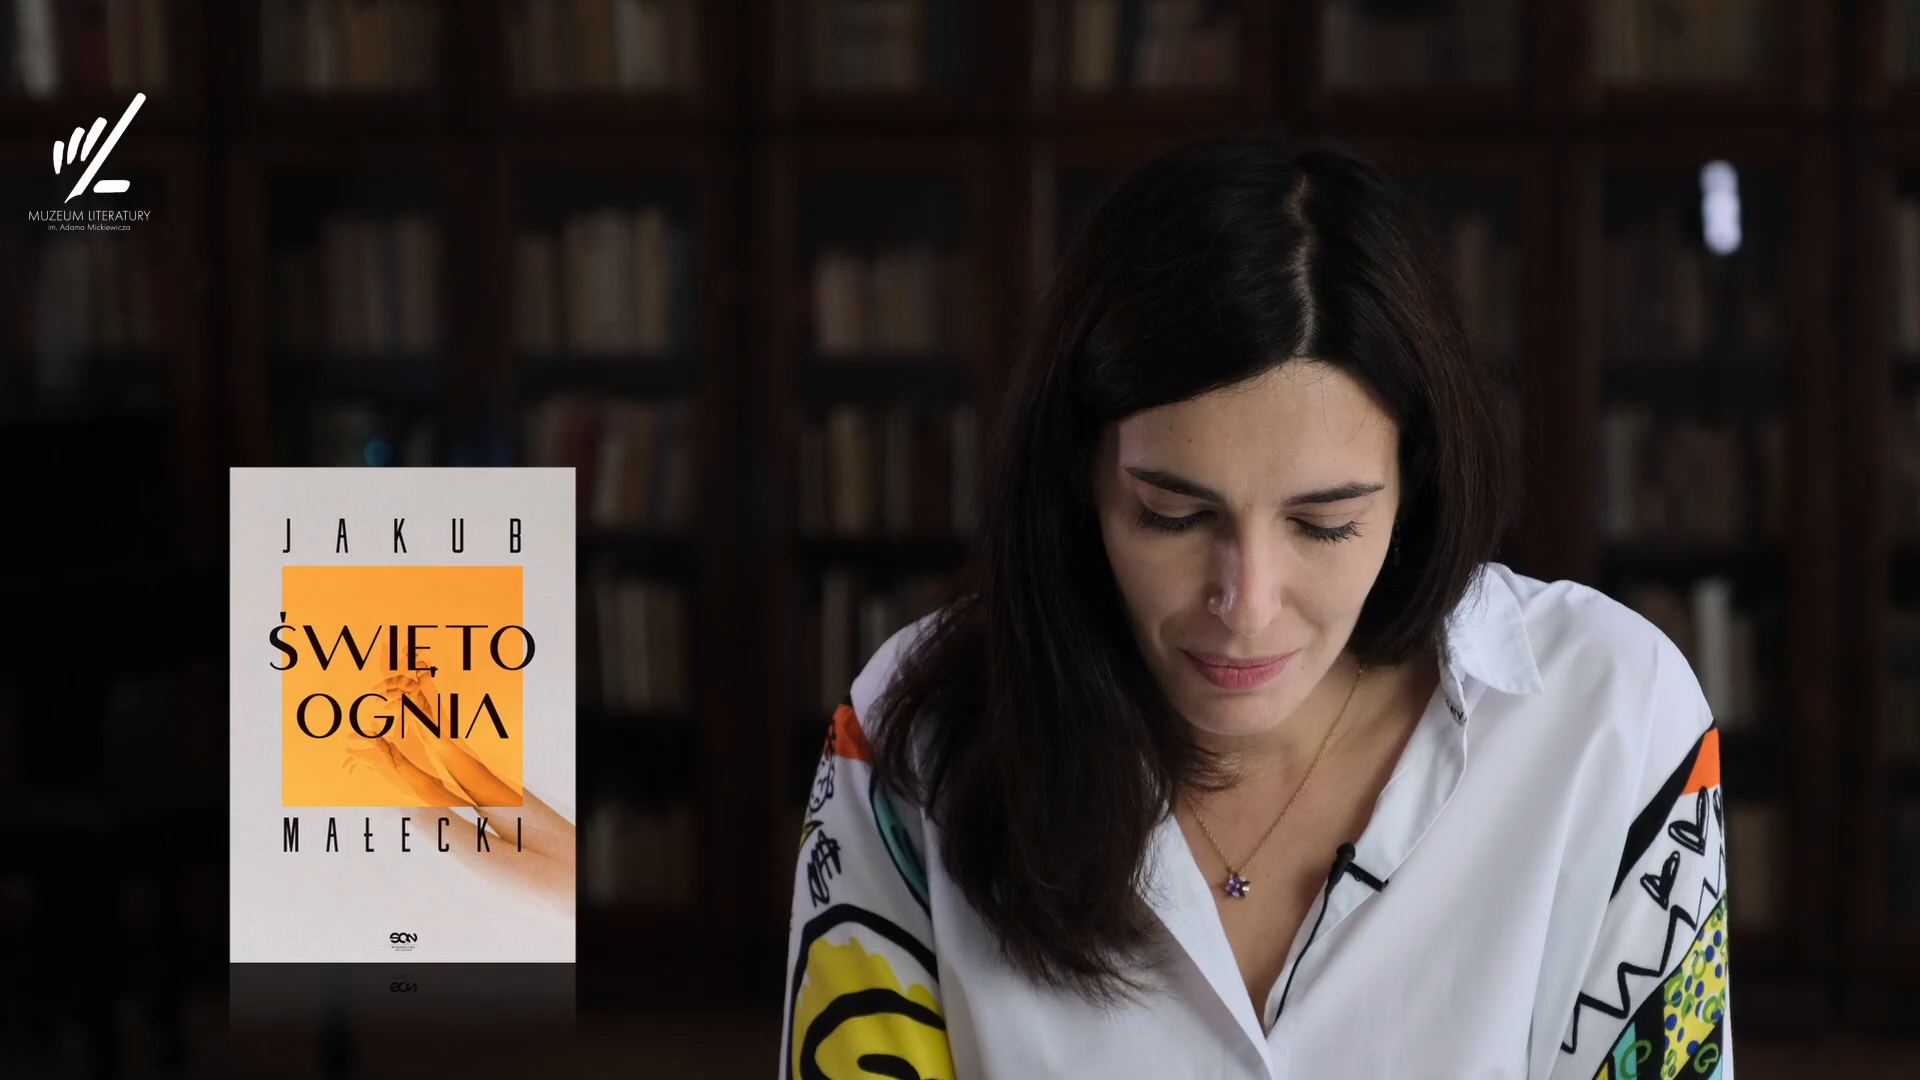 MUZEUM LITERATURY
im. Adama Mickiewicza
JAKUB
ŚWIĘTO
OGNIA
MAŁECKI
SQN